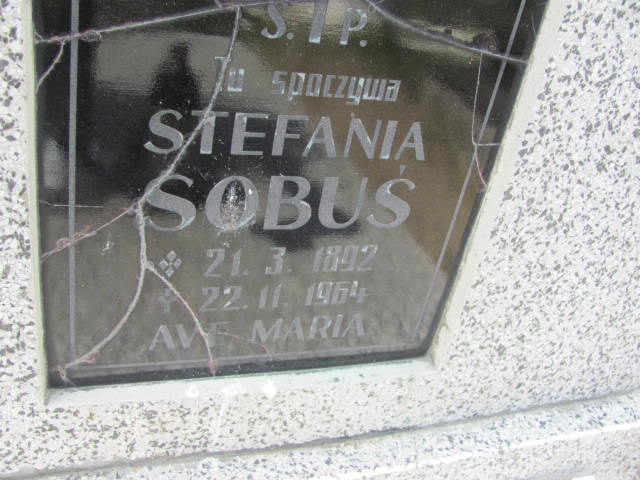 S. † P.
Tu spoczywa
STEFANIA
SOBUŚ
21. 3. 1892
† 22. 11. 1964
AVE MARIA